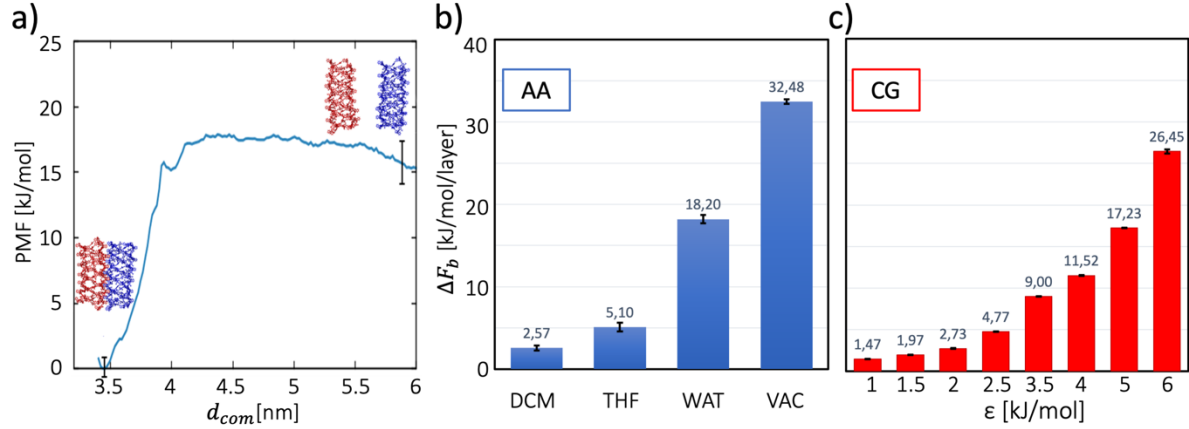 a)
PMF [kJ/mol]
25
20
15
10
5
0
3.5 4 4.5 5 5.5 6
d_com[nm]
b)
ΔF_b [kJ/mol/layer]
40
30
20
10
0
AA
2,57
5,10
18,20
32,48
DCM THF WAT VAC
c)
CG
1,47
1,97
2,73
4,77
9,00
11,52
17,23
26,45
1 1.5 2 2.5 3.5 4 5 6
ε [kJ/mol]